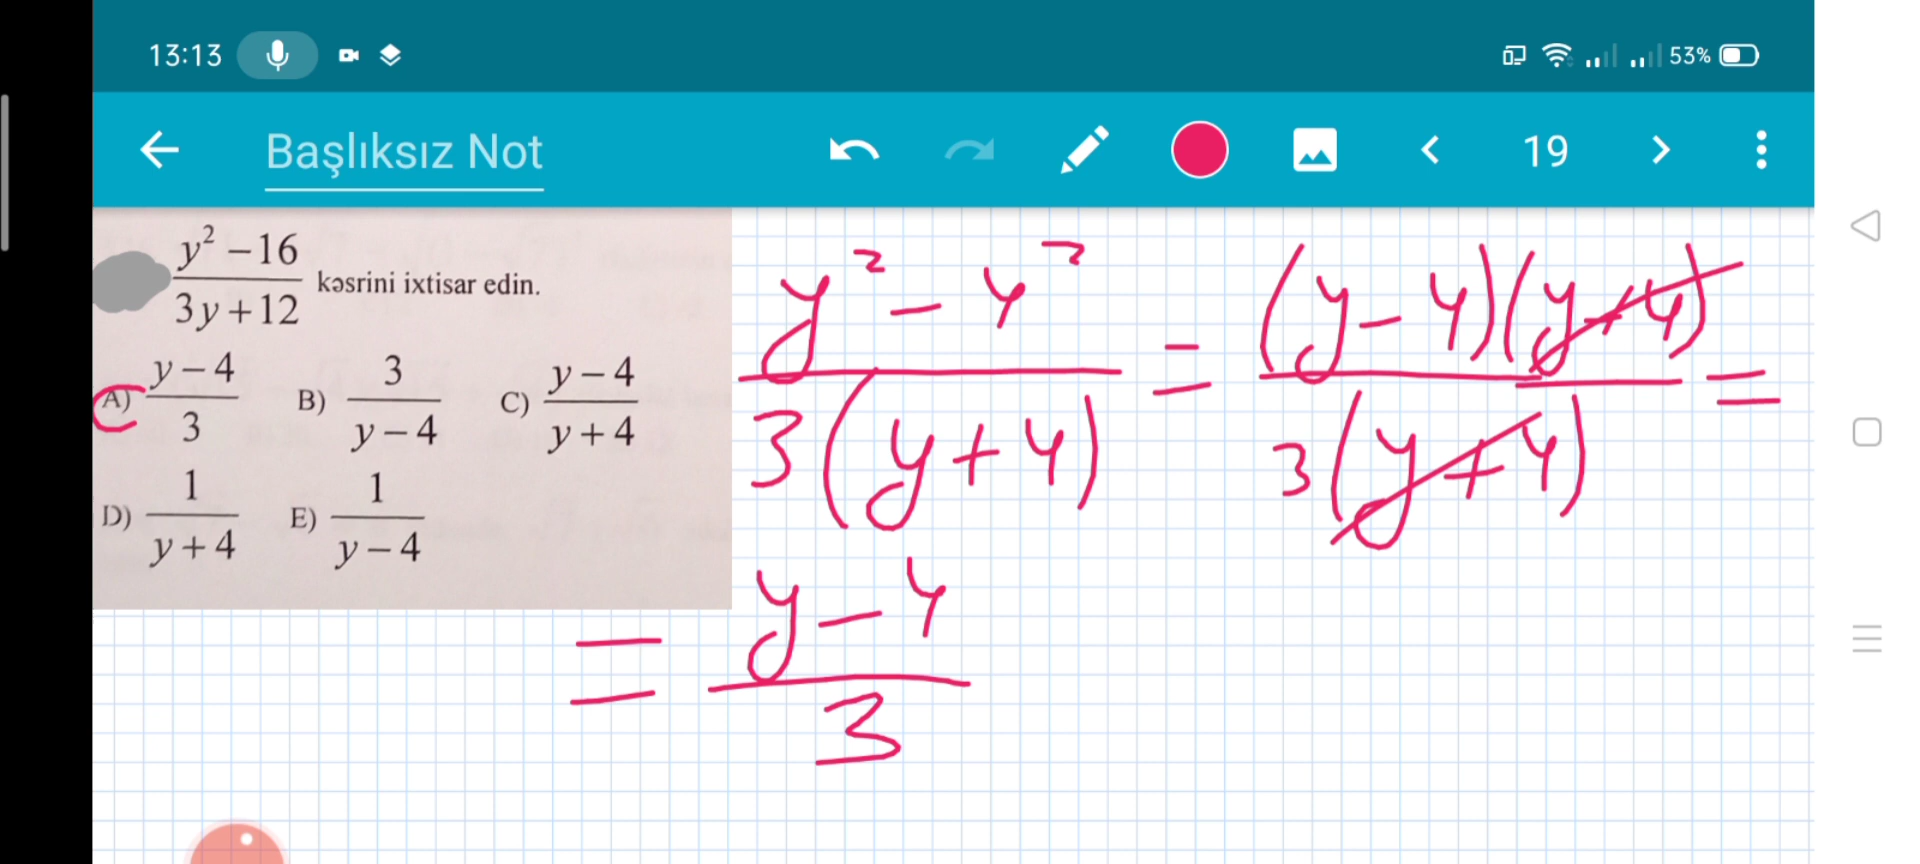 13:13 53%
Başlıksız Not 19
y² – 16 / 3y + 12 kəsrini ixtisar edin.
A) y – 4 / 3 B) 3 / y – 4 C) y – 4 / y + 4
D) 1 / y + 4 E) 1 / y – 4
y² – 4² / 3(y+4) = (y–4)(y+4) / 3(y+4) =
= y–4 / 3